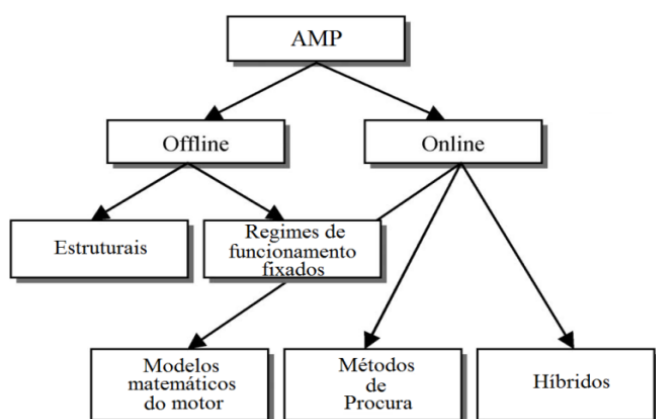 AMP
Offline
Online
Estruturais
Regimes de
funcionamento
fixados
Modelos
matemáticos
do motor
Métodos
de
Procura
Híbridos